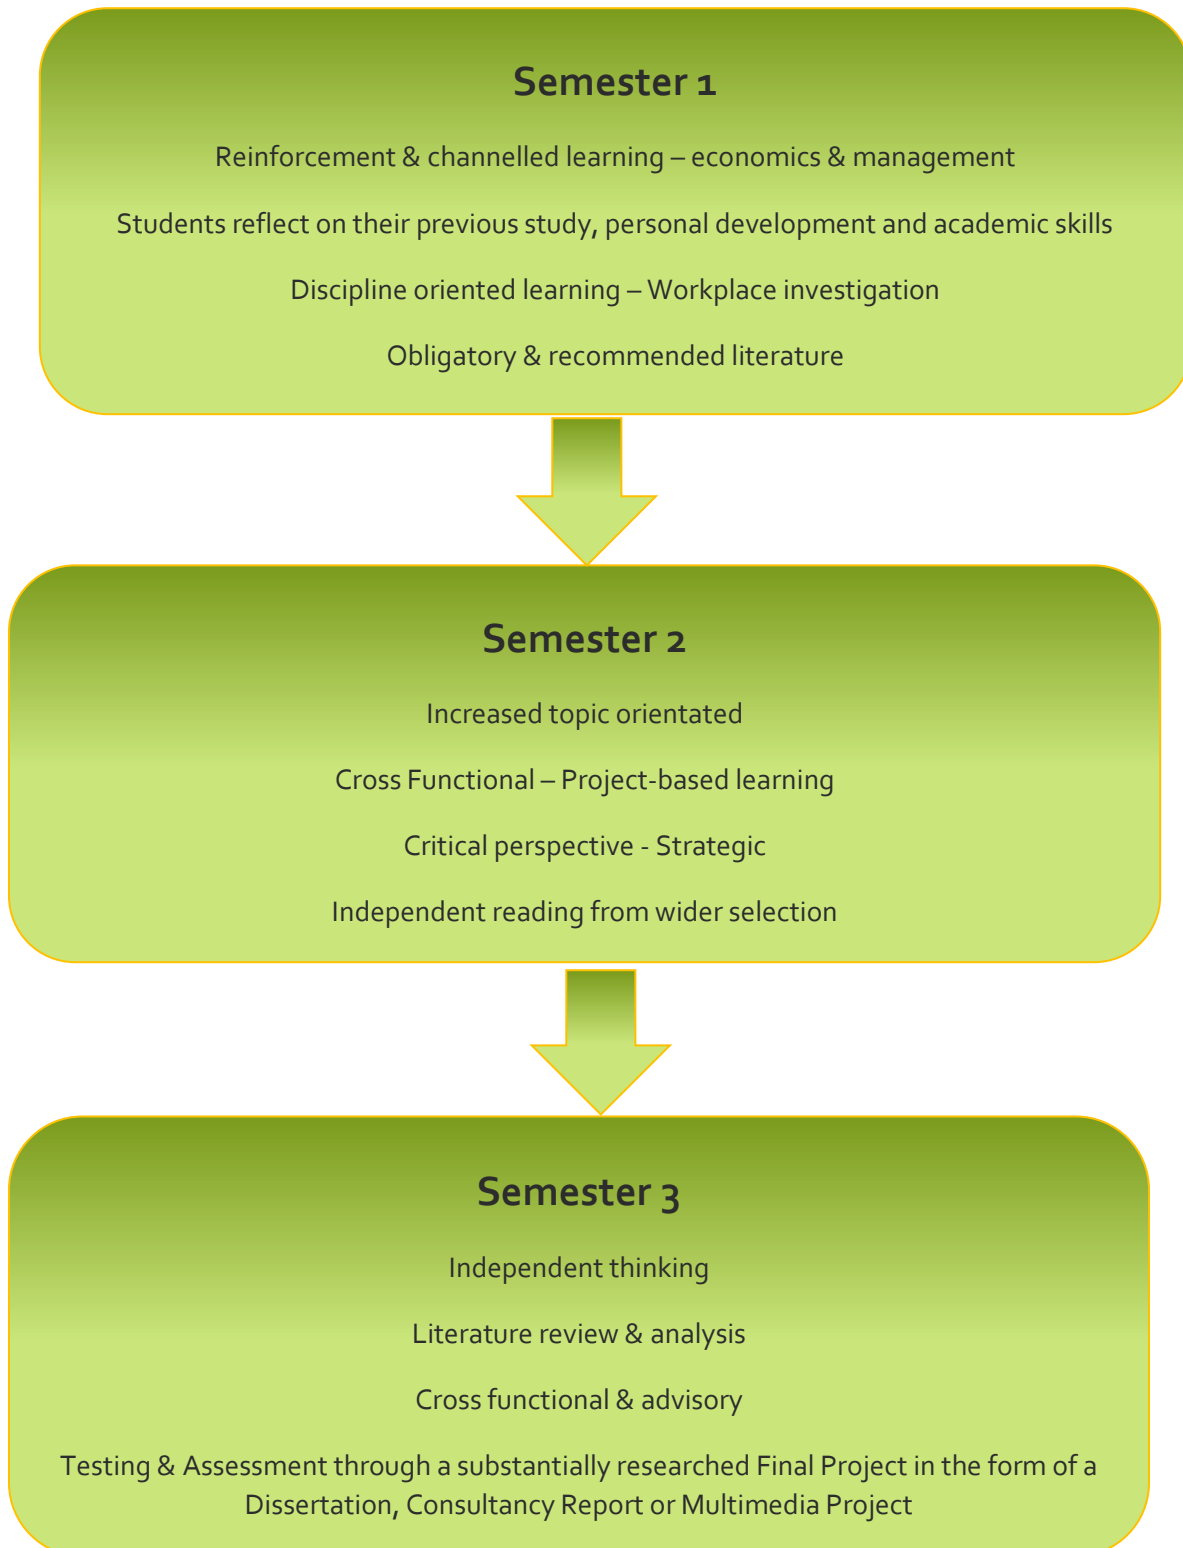 Semester 1
Reinforcement & channelled learning – economics & management
Students reflect on their previous study, personal development and academic skills
Discipline oriented learning – Workplace investigation
Obligatory & recommended literature
Semester 2
Increased topic orientated
Cross Functional – Project-based learning
Critical perspective - Strategic
Independent reading from wider selection
Semester 3
Independent thinking
Literature review & analysis
Cross functional & advisory
Testing & Assessment through a substantially researched Final Project in the form of a
Dissertation, Consultancy Report or Multimedia Project